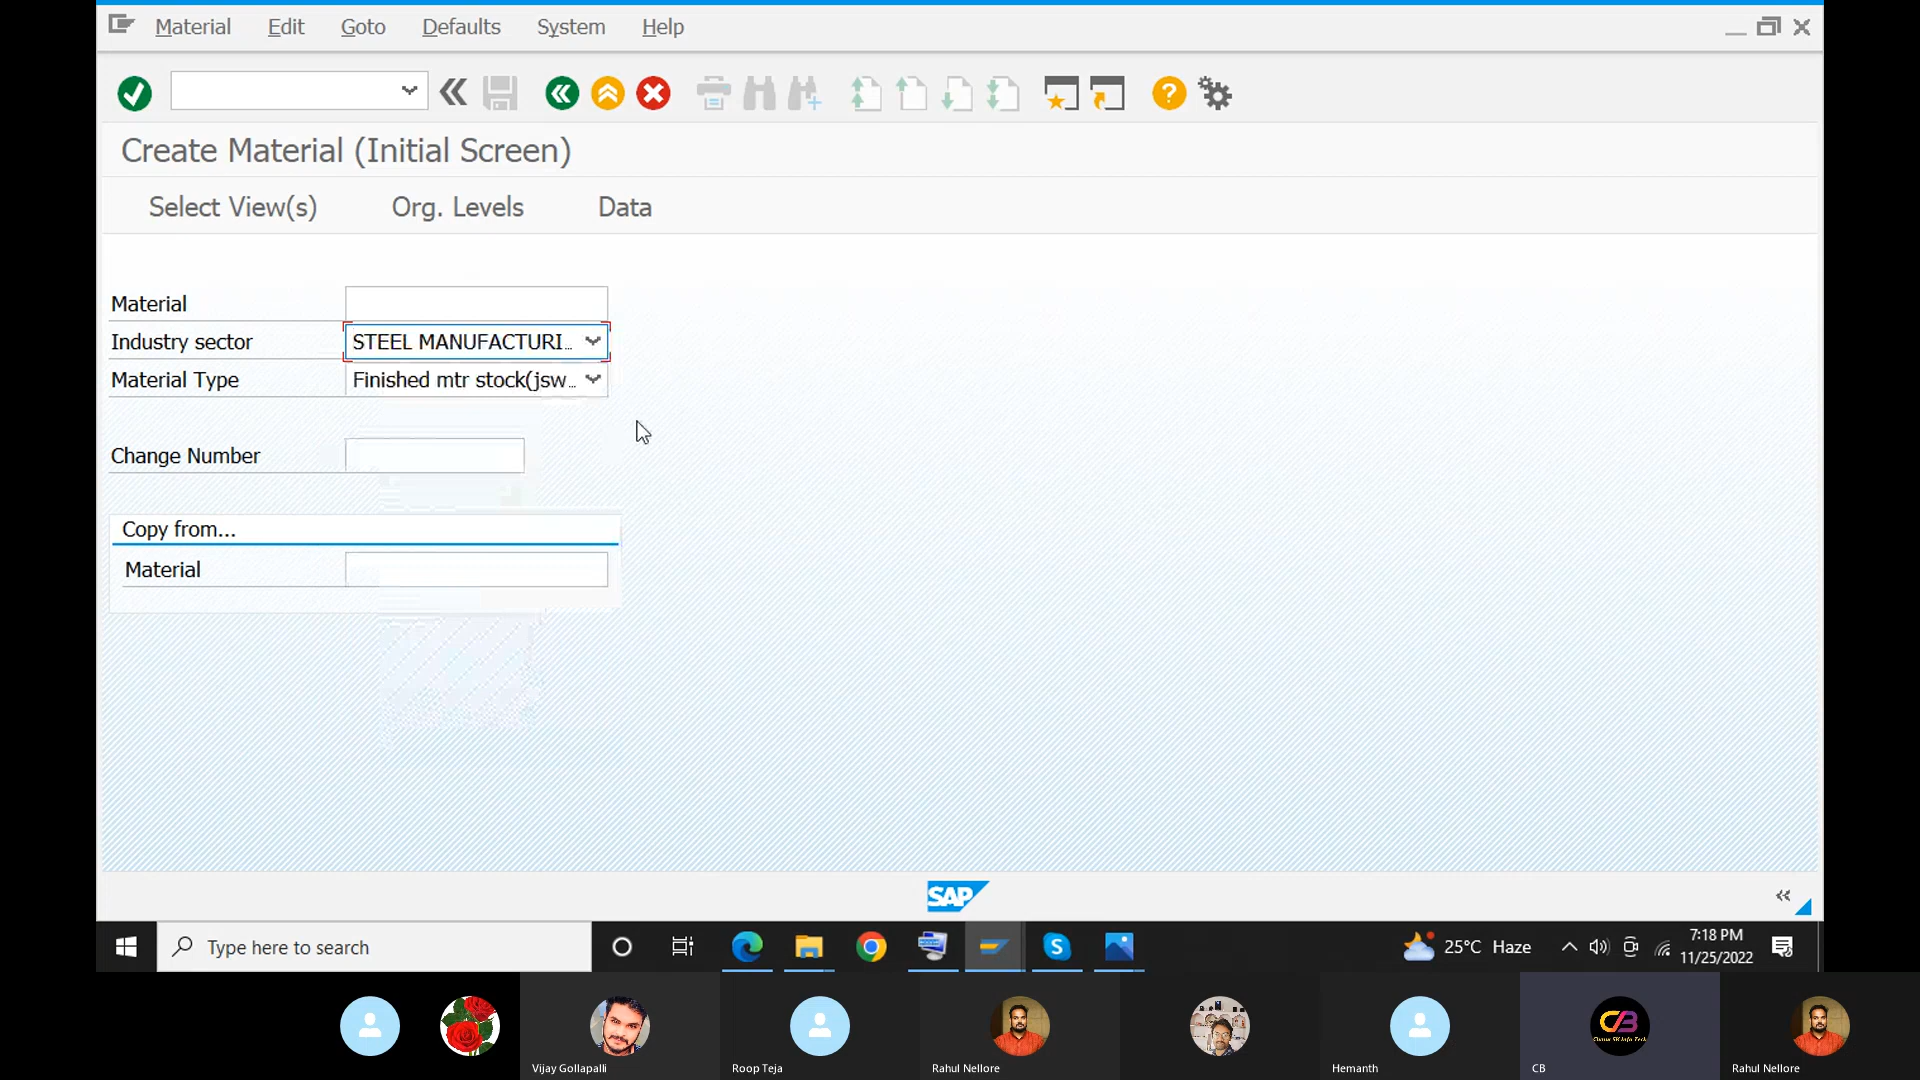 Material Edit Goto Defaults System Help
Create Material (Initial Screen)
Select View(s) Org. Levels Data
Material
Industry sector STEEL MANUFACTURI...
Material Type Finished mtr stock(jsw...
Change Number
Copy from...
Material
SAP
Type here to search
25°C Haze
7:18 PM
11/25/2022
CB
Vijay Gollapalli
Roop Teja
Rahul Nellore
Hemanth
CB
Rahul Nellore